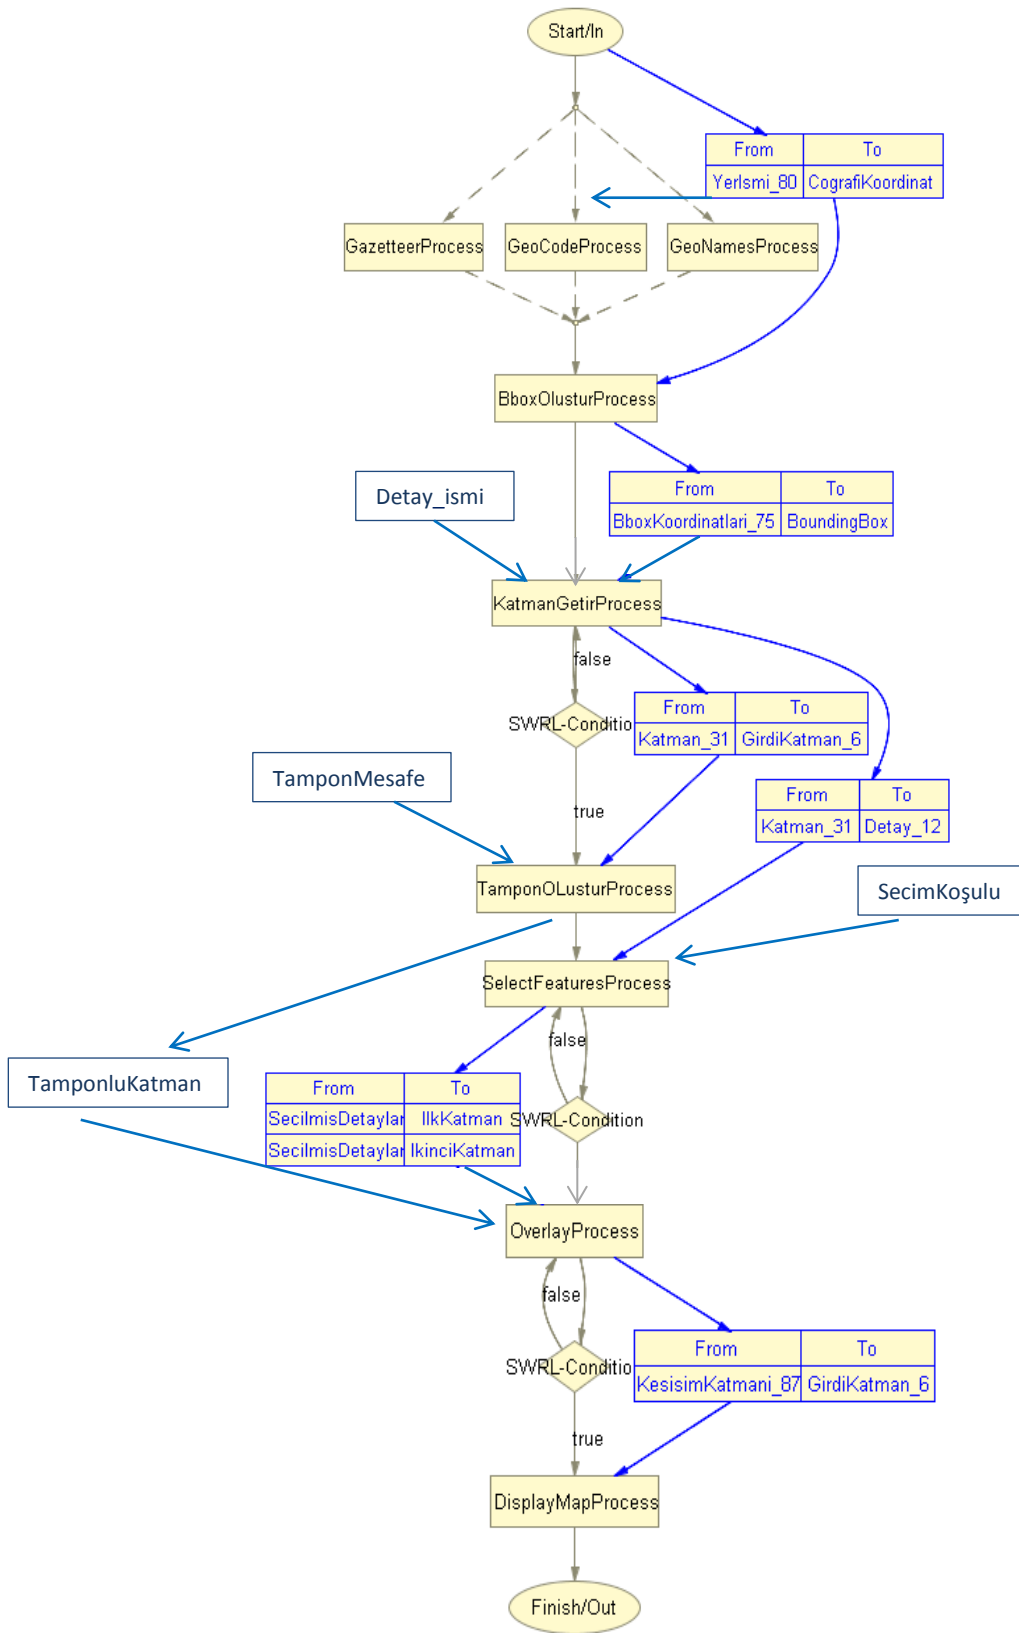 Start/In
From To
YerIsmi_80 CografiKoordinat
GazetteerProcess GeoCodeProcess GeoNamesProcess
BboxOlusturProcess
Detay_ismi
From To
BboxKoordinatlari_75 BoundingBox
KatmanGetirProcess
false
From To
SWRL-Conditio
Katman_31 GirdiKatman_6
TamponMesafe
From To
true
Katman_31 Detay_12
TamponOLusturProcess
SecimKoşulu
SelectFeaturesProcess
false
TamponluKatman
From To
SecilmisDetaylar IlkKatman
SWRL-Condition
SecilmisDetaylar IkinciKatman
OverlayProcess
false
From To
SWRL-Conditio
KesisimKatmani_87 GirdiKatman_6
true
DisplayMapProcess
Finish/Out